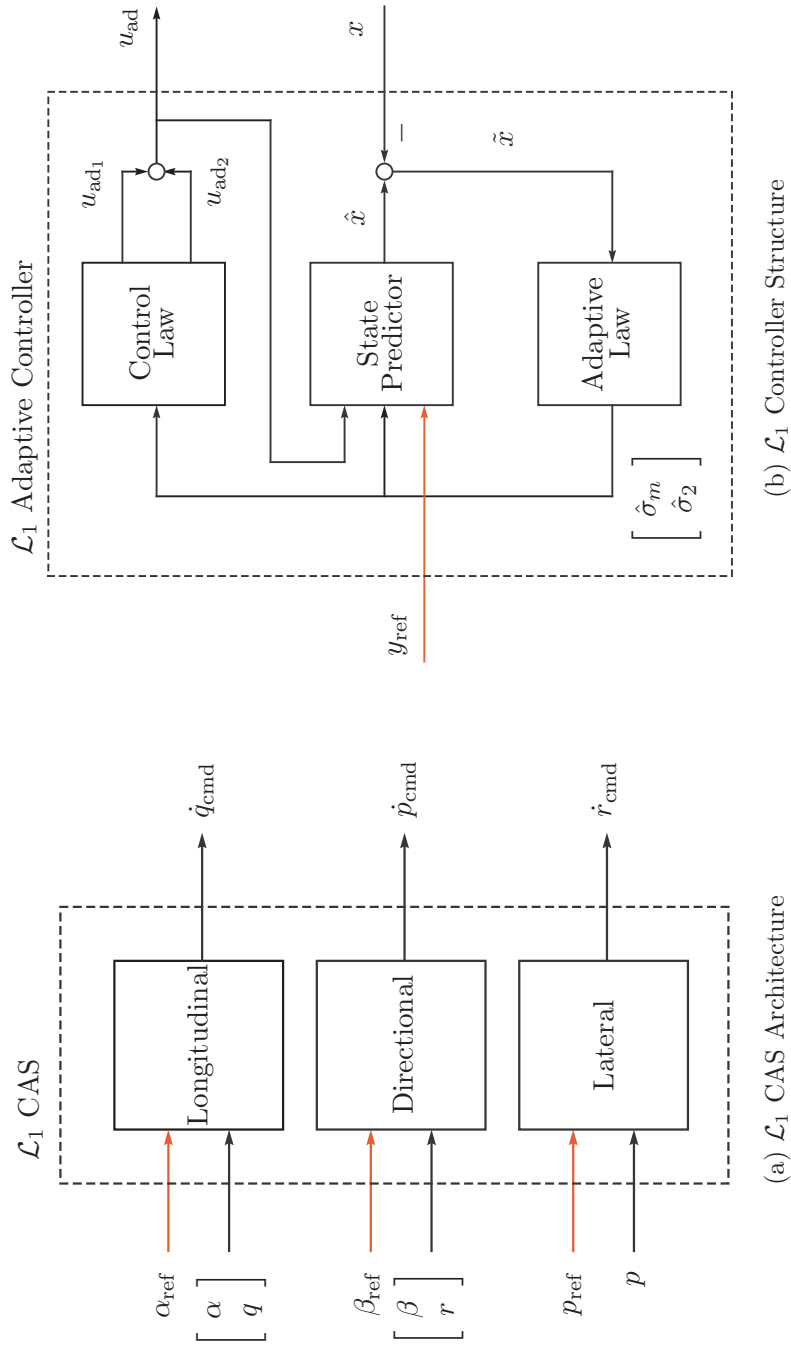 ℒ₁ CAS
α_ref
[α
q]
Longitudinal
q̇_cmd
β_ref
[β
r]
Directional
ṗ_cmd
p_ref
p
Lateral
ṙ_cmd
(a) ℒ₁ CAS Architecture
ℒ₁ Adaptive Controller
Control
Law
u_ad₁
u_ad₂
u_ad
y_ref
State
Predictor
x̂
x
−
x̃
Adaptive
Law
[σ̂_m
σ̂₂]
(b) ℒ₁ Controller Structure